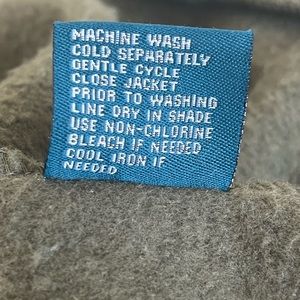 MACHINE WASH
COLD SEPARATELY
GENTLE CYCLE
CLOSE JACKET
PRIOR TO WASHING
LINE DRY IN SHADE
USE NON-CHLORINE
BLEACH IF NEEDED
COOL IRON IF
NEEDED